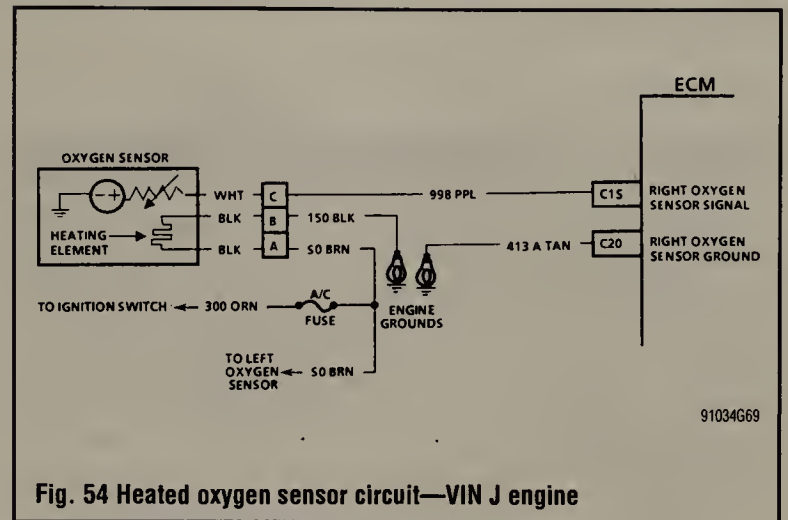 ECM
OXYGEN SENSOR
WHT C 998 PPL C15 RIGHT OXYGEN
SENSOR SIGNAL
BLK B 150 BLK
HEATING
ELEMENT
BLK A 50 BRN 413 A TAN C20 RIGHT OXYGEN
SENSOR GROUND
TO IGNITION SWITCH 300 ORN A/C
FUSE
ENGINE
GROUNDS
TO LEFT
OXYGEN
SENSOR
50 BRN
91034G69
Fig. 54 Heated oxygen sensor circuit—VIN J engine